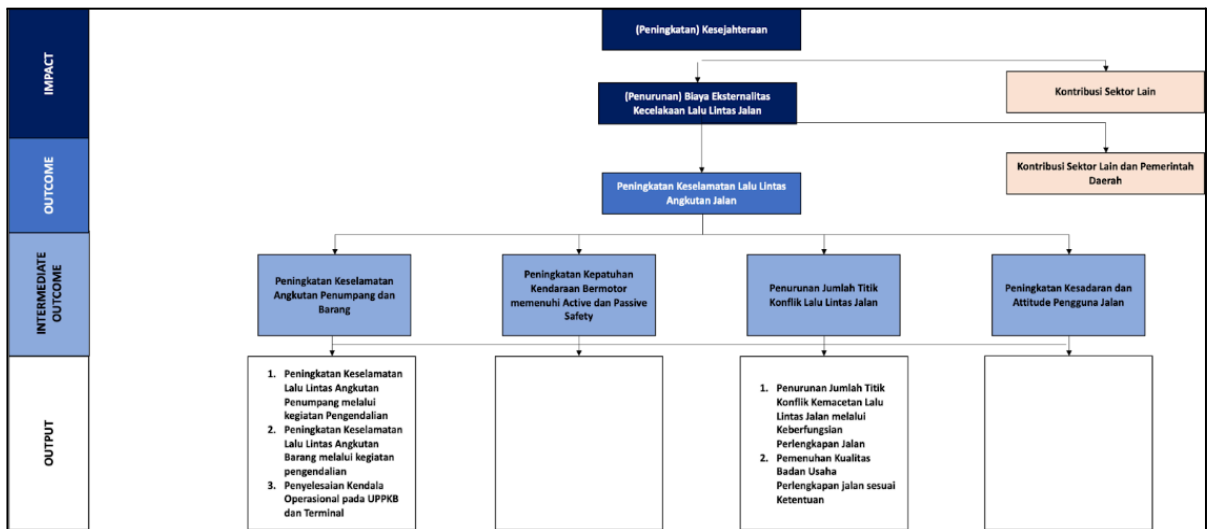 IMPACT
(Peningkatan) Kesejahteraan
(Penurunan) Biaya Eksternalitas
Kecelakaan Lalu Lintas Jalan
Kontribusi Sektor Lain
OUTCOME
Kontribusi Sektor Lain dan Pemerintah
Daerah
Peningkatan Keselamatan Lalu Lintas
Angkutan Jalan
INTERMEDIATE
OUTCOME
Peningkatan Keselamatan
Angkutan Penumpang dan
Barang
Peningkatan Kepatuhan
Kendaraan Bermotor
memenuhi Active dan Passive
Safety
Penurunan Jumlah Titik
Konflik Lalu Lintas Jalan
Peningkatan Kesadaran dan
Attitude Pengguna Jalan
OUTPUT
1. Peningkatan Keselamatan
Lalu Lintas Angkutan
Penumpang melalui
kegiatan Pengendalian
2. Peningkatan Keselamatan
Lalu Lintas Angkutan
Barang melalui kegiatan
pengendalian
3. Penyelesaian Kendala
Operasional pada UPPKB
dan Terminal
1. Penurunan Jumlah Titik
Konflik Kemacetan Lalu
Lintas Jalan melalui
Keberfungsian
Perlengkapan Jalan
2. Pemenuhan Kualitas
Badan Usaha
Perlengkapan jalan sesuai
Ketentuan